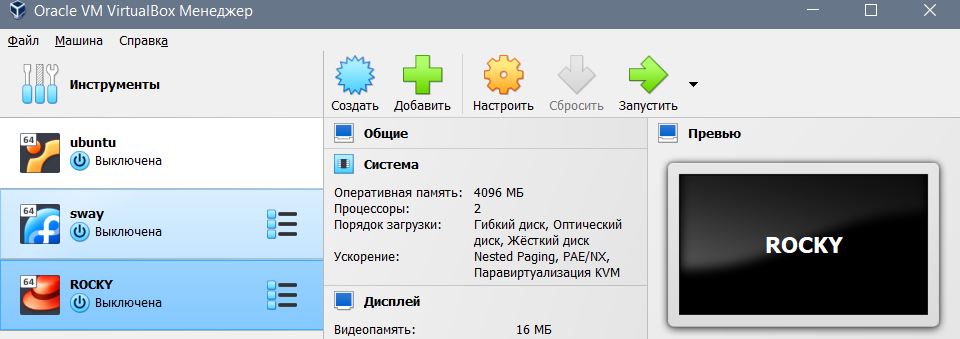 Oracle VM VirtualBox Менеджер
Файл Машина Справка
Инструменты
ubuntu
64
Выключена
sway
64
Выключена
ROCKY
64
Выключена
Создать Добавить Настроить Сбросить Запустить
Общие
Система
Оперативная память: 4096 МБ
Процессоры: 2
Порядок загрузки: Гибкий диск, Оптический
диск, Жёсткий диск
Ускорение: Nested Paging, PAE/NX,
Паравиртуализация KVM
Дисплей
Видеопамять: 16 МБ
Превью
ROCKY